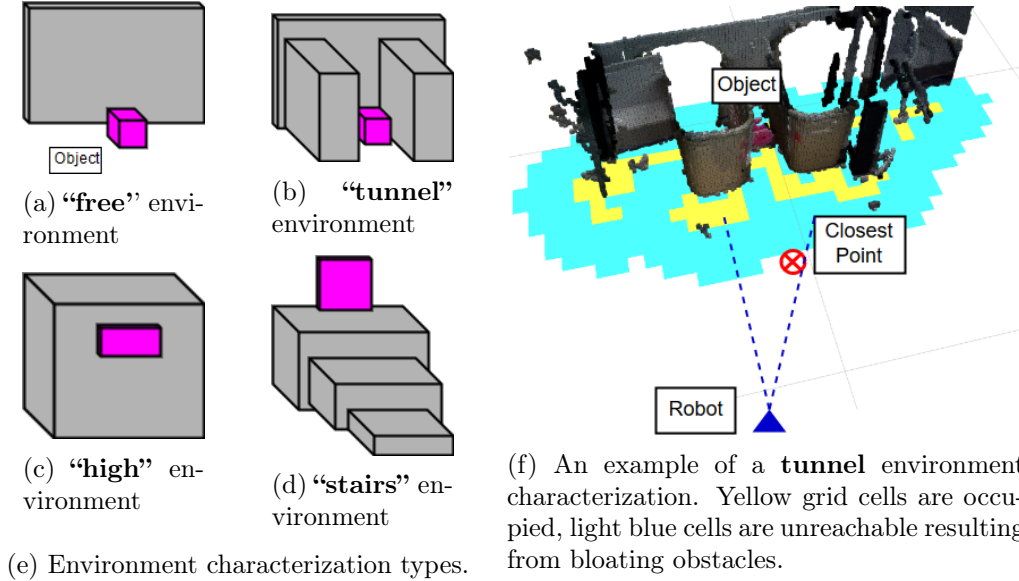 Object
(a) “free” envi-
ronment
(b) “tunnel”
environment
(c) “high” en-
vironment
(d) “stairs” en-
vironment
(e) Environment characterization types.
Object
Closest
Point
Robot
(f) An example of a tunnel environment
characterization. Yellow grid cells are occu-
pied, light blue cells are unreachable resulting
from bloating obstacles.